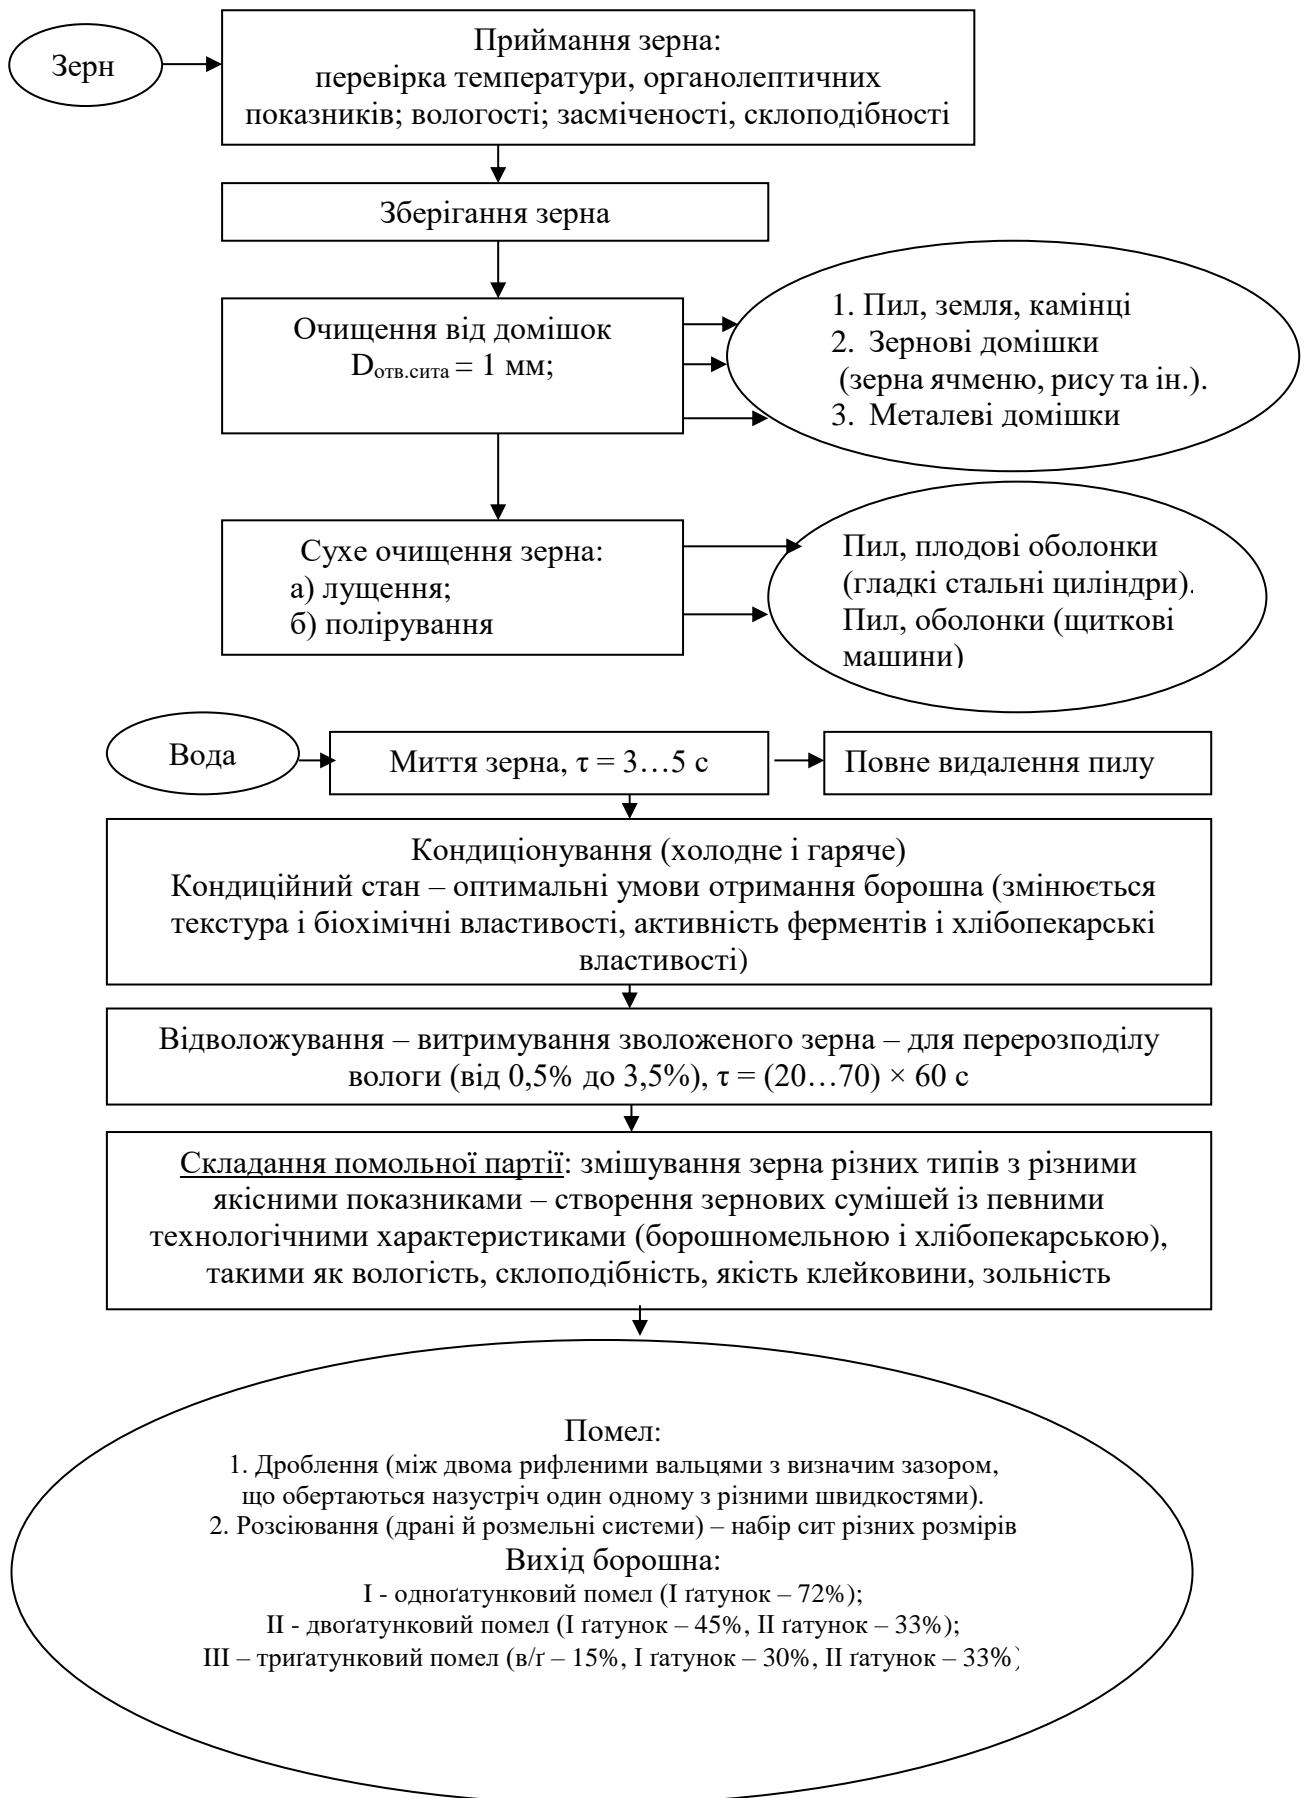 Зерн
Приймання зерна:
перевірка температури, органолептичних
показників; вологості; засміченості, склоподібності
Зберігання зерна
Очищення від домішок
Dотв.сита = 1 мм;
1. Пил, земля, камінці
2. Зернові домішки
(зерна ячменю, рису та ін.).
3. Металеві домішки
Сухе очищення зерна:
а) лущення;
б) полірування
Пил, плодові оболонки
(гладкі стальні циліндри).
Пил, оболонки (щиткові
машини)
Вода
Миття зерна, τ = 3…5 с
Повне видалення пилу
Кондиціонування (холодне і гаряче)
Кондиційний стан – оптимальні умови отримання борошна (змінюється
текстура і біохімічні властивості, активність ферментів і хлібопекарські
властивості)
Відволожування – витримування зволоженого зерна – для перерозподілу
вологи (від 0,5% до 3,5%), τ = (20…70) × 60 с
Складання помольної партії: змішування зерна різних типів з різними
якісними показниками – створення зернових сумішей із певними
технологічними характеристиками (борошномельною і хлібопекарською),
такими як вологість, склоподібність, якість клейковини, зольність
Помел:
1. Дроблення (між двома рифленими вальцями з визначим зазором,
що обертаються назустріч один одному з різними швидкостями).
2. Розсіювання (драні й розмельні системи) – набір сит різних розмірів
Вихід борошна:
І - одноґатунковий помел (І ґатунок – 72%);
ІІ - двоґатунковий помел (І ґатунок – 45%, ІІ ґатунок – 33%);
ІІІ – триґатунковий помел (в/ґ – 15%, І ґатунок – 30%, ІІ ґатунок – 33%)